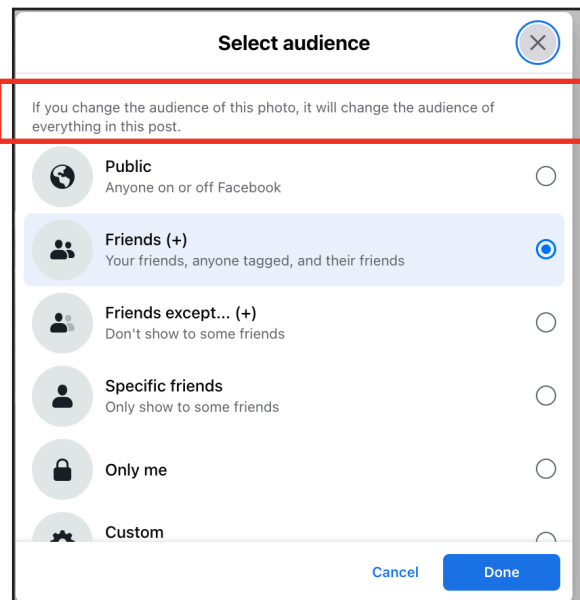 Select audience
If you change the audience of this photo, it will change the audience of
everything in this post.
Public
Anyone on or off Facebook
Friends (+)
Your friends, anyone tagged, and their friends
Friends except... (+)
Don't show to some friends
Specific friends
Only show to some friends
Only me
Custom
Cancel
Done